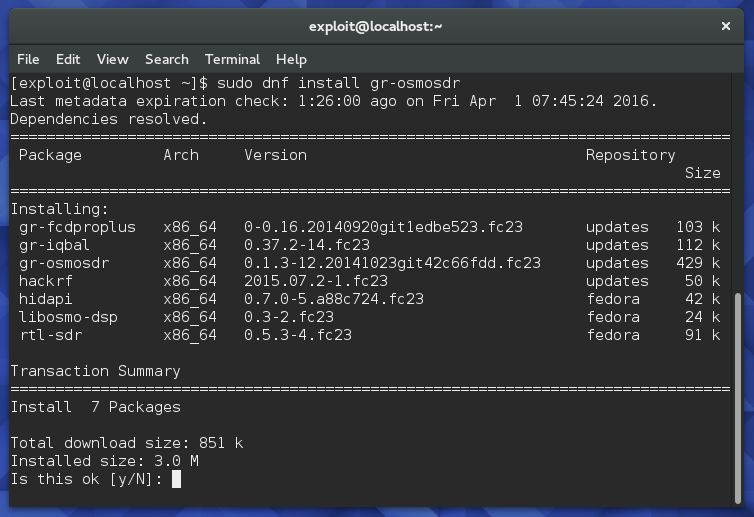 exploit@localhost:~
×
File Edit View Search Terminal Help
[exploit@localhost ~]$ sudo dnf install gr-osmosdr
Last metadata expiration check: 1:26:00 ago on Fri Apr  1 07:45:24 2016.
Dependencies resolved.
================================================================================
 Package         Arch     Version                               Repository
                                                                           Size
================================================================================
Installing:
 gr-fcdproplus   x86_64   0-0.16.20140920git1edbe523.fc23       updates   103 k
 gr-iqbal        x86_64   0.37.2-14.fc23                        updates   112 k
 gr-osmosdr      x86_64   0.1.3-12.20141023git42c66fdd.fc23     updates   429 k
 hackrf          x86_64   2015.07.2-1.fc23                      updates    50 k
 hidapi          x86_64   0.7.0-5.a88c724.fc23                  fedora     42 k
 libosmo-dsp     x86_64   0.3-2.fc23                            fedora     24 k
 rtl-sdr         x86_64   0.5.3-4.fc23                          fedora     91 k
Transaction Summary
================================================================================
Install  7 Packages
Total download size: 851 k
Installed size: 3.0 M
Is this ok [y/N]: